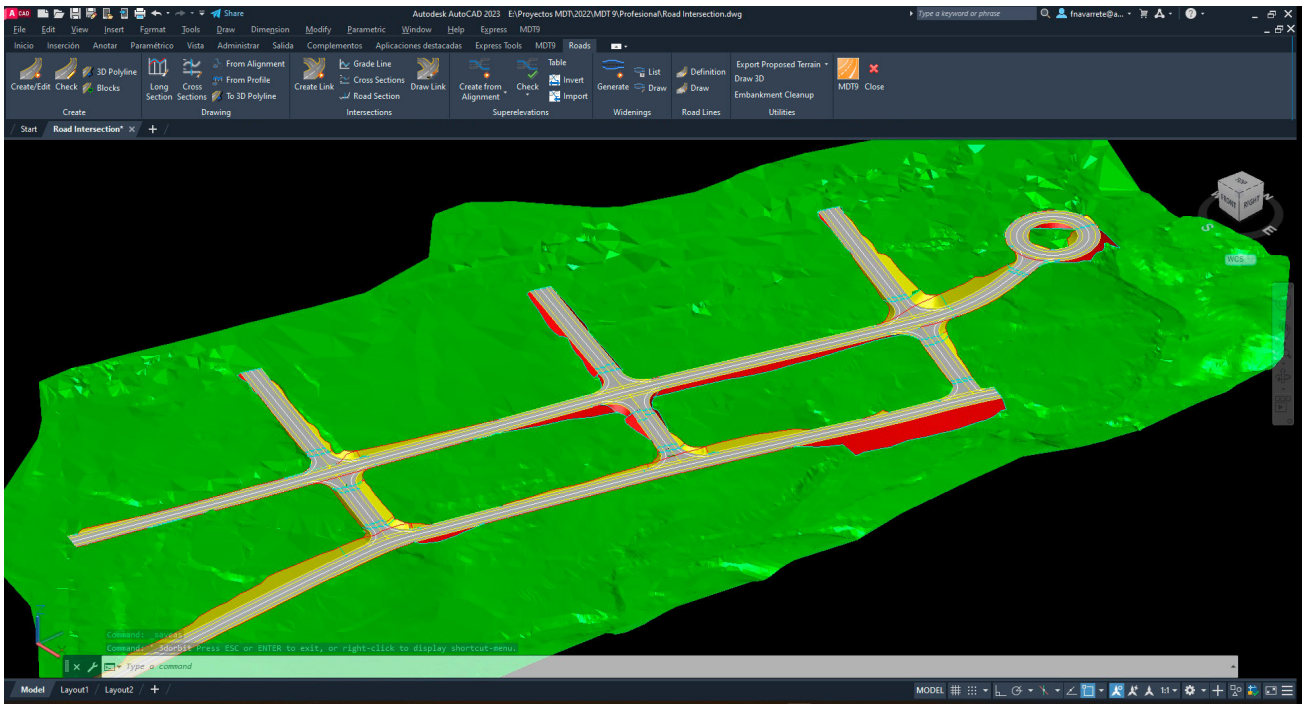 A CAD Share Autodesk AutoCAD 2023 E:\Proyectos MDT\2022\MDT 9\Profesional\Road Intersection.dwg Type a keyword or phrase fnavarrete@a...
File Edit View Insert Format Tools Draw Dimension Modify Parametric Window Help Express MDT9
Inicio Inserción Anotar Paramétrico Vista Administrar Salida Complementos Aplicaciones destacadas Express Tools MDT9 Roads
Create/Edit Check 3D Polyline Blocks
Create
Long Section Cross Sections From Alignment From Profile To 3D Polyline
Drawing
Create Link Grade Line Cross Sections Road Section Draw Link
Intersections
Create from Alignment Check Table Invert Import
Superelevations
Generate List Draw
Widenings
Definition Draw
Road Lines
Export Proposed Terrain Draw 3D Embankment Cleanup
Utilities
MDT9 Close
Start Road Intersection* +
TOP
FRONT RIGHT
N
S E
WCS
Command: _saveas
Command: '_3dorbit Press ESC or ENTER to exit, or right-click to display shortcut-menu.
Type a command
Model Layout1 Layout2 + MODEL 1:1